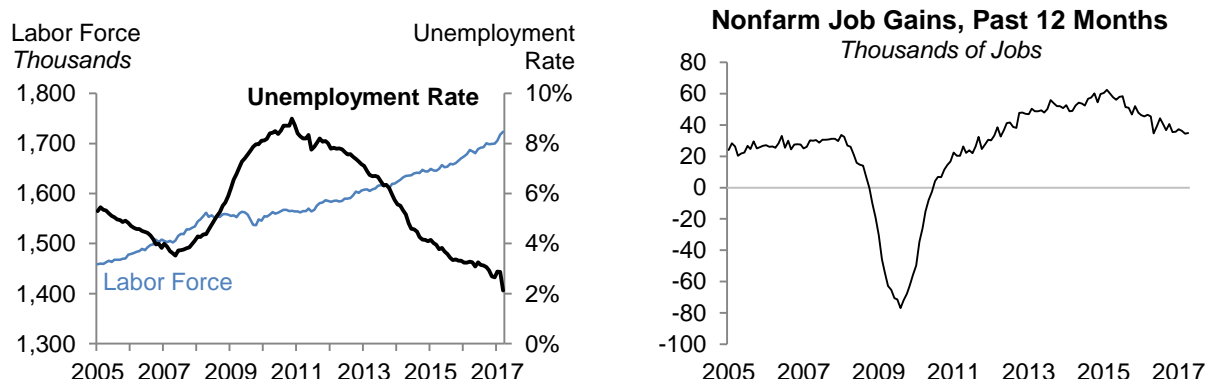 Labor Force
Thousands
Unemployment
Rate
Unemployment Rate
1,800
1,700
1,600
1,500
1,400
1,300
10%
8%
6%
4%
2%
0%
Labor Force
2005 2007 2009 2011 2013 2015 2017
Nonfarm Job Gains, Past 12 Months
Thousands of Jobs
80
60
40
20
0
-20
-40
-60
-80
-100
2005 2007 2009 2011 2013 2015 2017